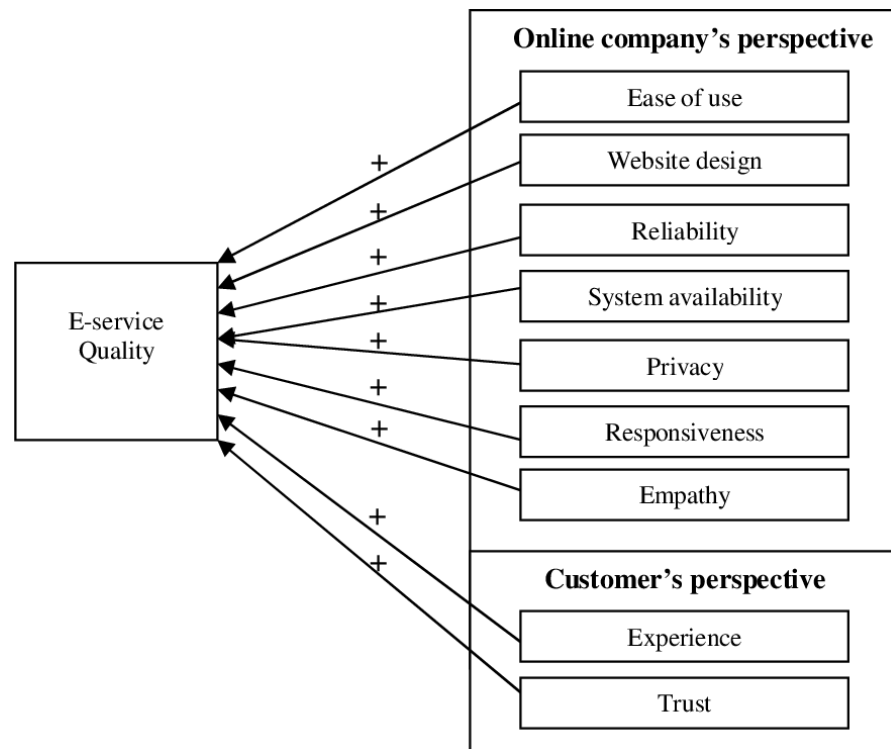 Online company’s perspective
Ease of use
+
Website design
+
Reliability
+
E-service
Quality
System availability
+
Privacy
+
Responsiveness
+
Empathy
+
+
Customer’s perspective
+
Experience
Trust